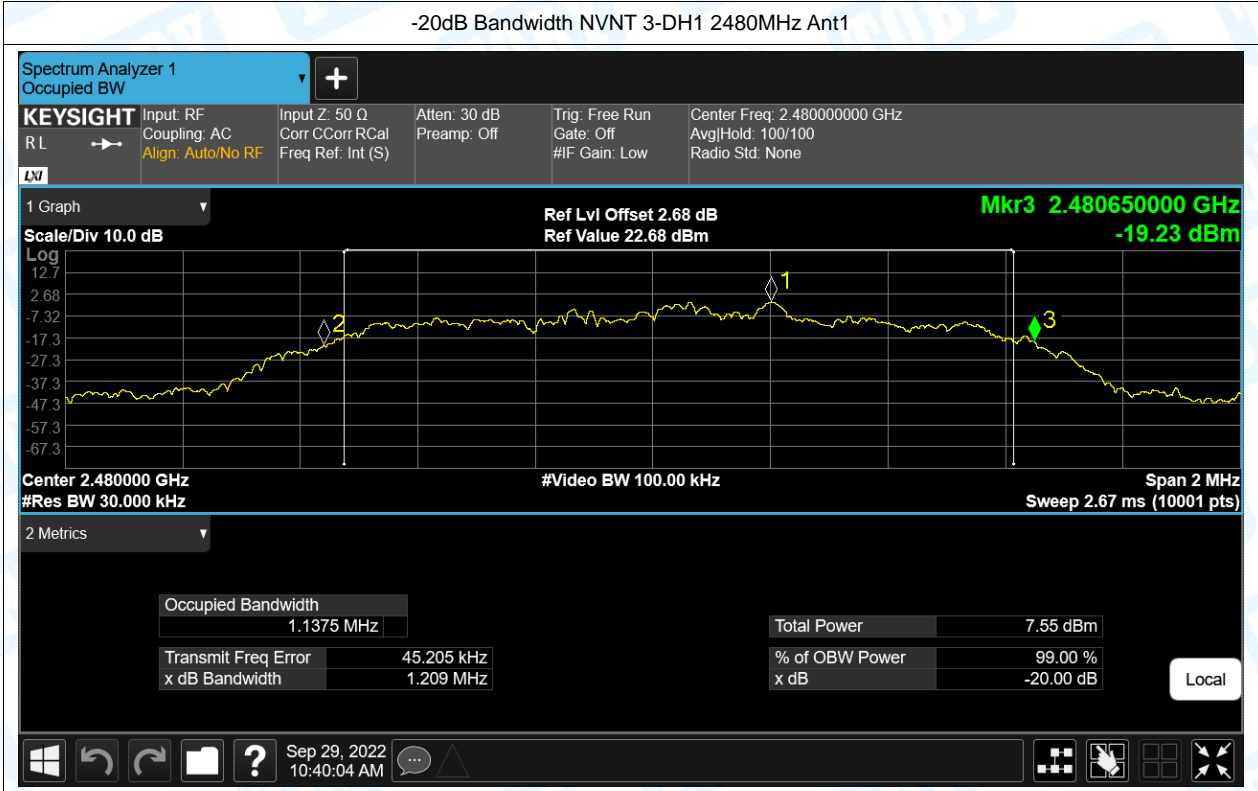 -20dB Bandwidth NVNT 3-DH1 2480MHz Ant1
Spectrum Analyzer 1
Occupied BW
KEYSIGHT
RL
LXI
Input: RF
Coupling: AC
Align: Auto/No RF
Input Z: 50 Ω
Corr CCorr RCal
Freq Ref: Int (S)
Atten: 30 dB
Preamp: Off
Trig: Free Run
Gate: Off
#IF Gain: Low
Center Freq: 2.480000000 GHz
Avg|Hold: 100/100
Radio Std: None
1 Graph
Scale/Div 10.0 dB
Ref Lvl Offset 2.68 dB
Ref Value 22.68 dBm
Mkr3 2.480650000 GHz
-19.23 dBm
Log
12.7
2.68
-7.32
-17.3
-27.3
-37.3
-47.3
-57.3
-67.3
1
2
3
Center 2.480000 GHz
#Video BW 100.00 kHz
Span 2 MHz
#Res BW 30.000 kHz
Sweep 2.67 ms (10001 pts)
2 Metrics
Occupied Bandwidth
1.1375 MHz
Transmit Freq Error 45.205 kHz
x dB Bandwidth 1.209 MHz
Total Power 7.55 dBm
% of OBW Power 99.00 %
x dB -20.00 dB
Local
?
Sep 29, 2022
10:40:04 AM